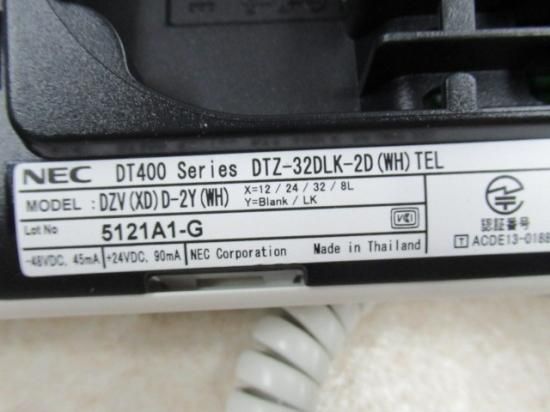 NEC DT400 Series DTZ-32DLK-2D(WH)TEL
MODEL : DZV(XD)D-2Y(WH) X=12 / 24 / 32 / 8L
Y=Blank / LK
Lot No 5121A1-G
VCI
-48VDC, 45mA +24VDC, 90mA NEC Corporation Made in Thailand
認証番号
T ACDE13-0188